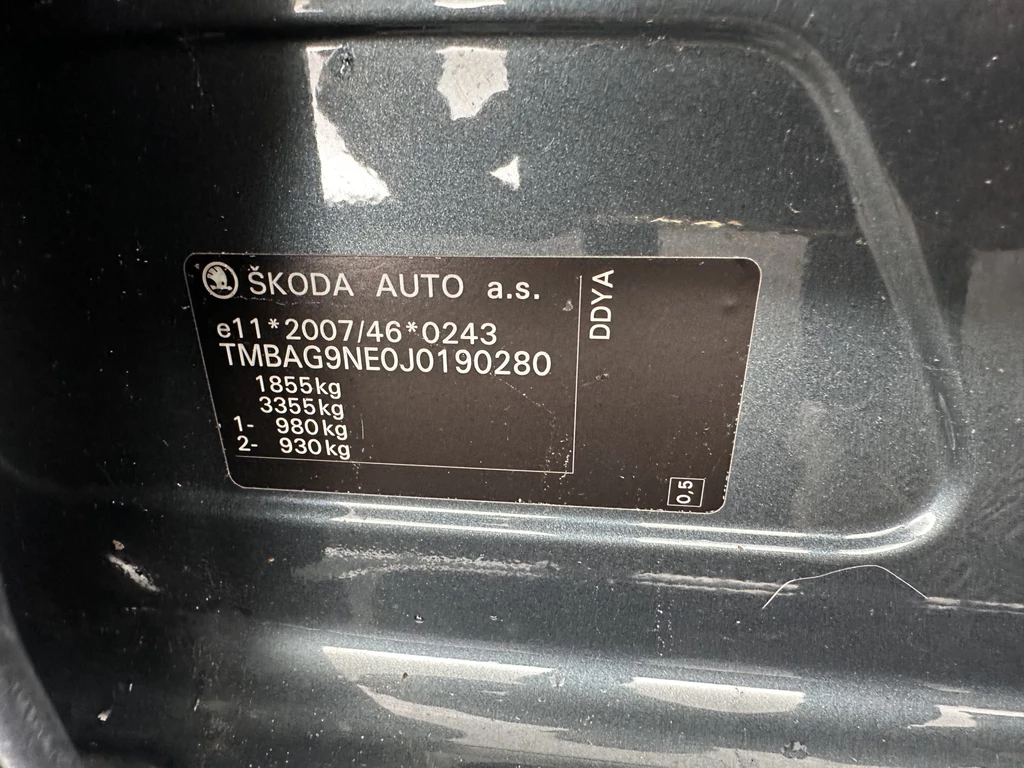 ŠKODA AUTO a.s.
e11*2007/46*0243
TMBAG9NE0J0190280
1855kg
3355kg
1- 980kg
2- 930kg
DDYA
0,5